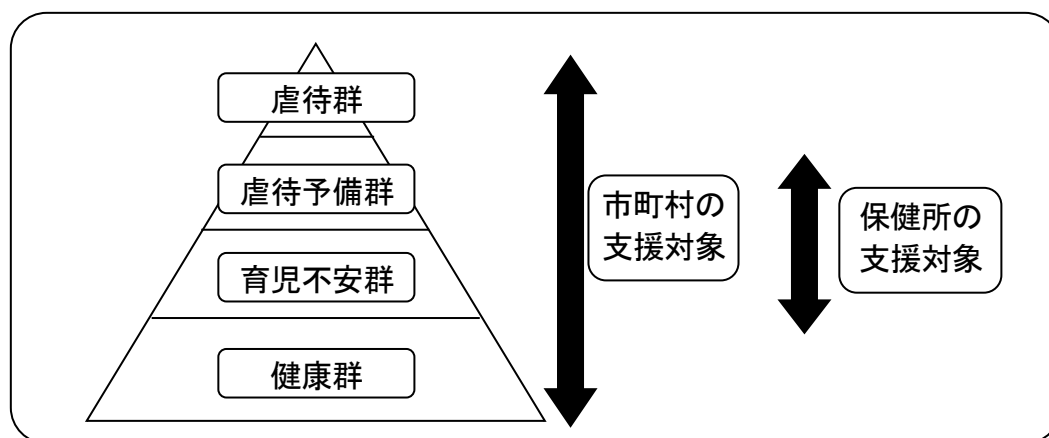 虐待群
虐待予備群
育児不安群
健康群
市町村の
支援対象
保健所の
支援対象